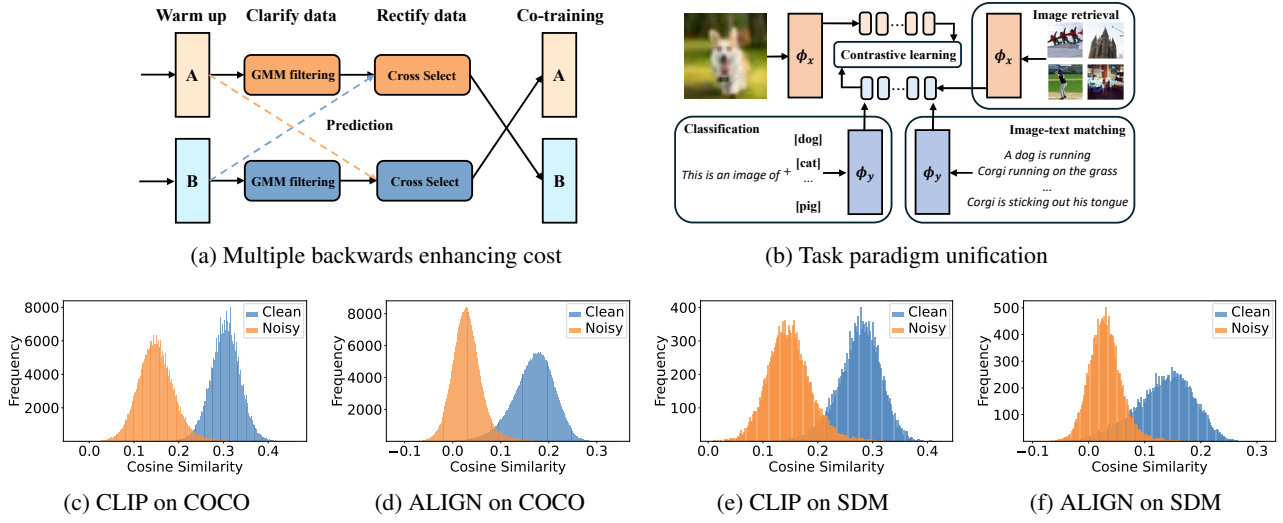 Warm up Clarify data Rectify data Co-training
A GMM filtering Cross Select A
Prediction
B GMM filtering Cross Select B
(a) Multiple backwards enhancing cost
Image retrieval
ϕx Contrastive learning ϕx
Classification
This is an image of +
[dog]
[cat]
...
[pig]
ϕy
Image-text matching
ϕy
A dog is running
Corgi running on the grass
...
Corgi is sticking out his tongue
(b) Task paradigm unification
Frequency
8000
6000
4000
2000
Clean
Noisy
0.0 0.1 0.2 0.3 0.4
Cosine Similarity
(c) CLIP on COCO
Frequency
8000
6000
4000
2000
Clean
Noisy
−0.1 0.0 0.1 0.2 0.3
Cosine Similarity
(d) ALIGN on COCO
Frequency
400
300
200
100
Clean
Noisy
0.0 0.1 0.2 0.3 0.4
Cosine Similarity
(e) CLIP on SDM
Frequency
500
400
300
200
100
Clean
Noisy
−0.1 0.0 0.1 0.2 0.3
Cosine Similarity
(f) ALIGN on SDM